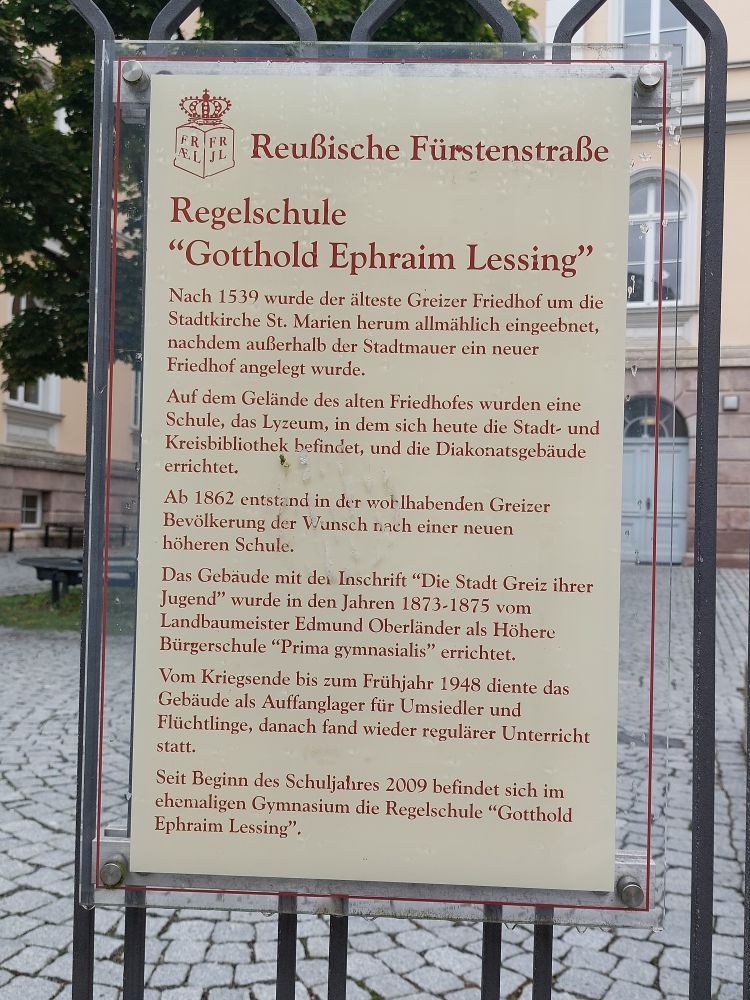 FR FR
ÆL JL
Reußische Fürstenstraße
Regelschule
“Gotthold Ephraim Lessing”
Nach 1539 wurde der älteste Greizer Friedhof um die
Stadtkirche St. Marien herum allmählich eingeebnet,
nachdem außerhalb der Stadtmauer ein neuer
Friedhof angelegt wurde.
Auf dem Gelände des alten Friedhofes wurden eine
Schule, das Lyzeum, in dem sich heute die Stadt- und
Kreisbibliothek befindet, und die Diakonatsgebäude
errichtet.
Ab 1862 entstand in der wohlhabenden Greizer
Bevölkerung der Wunsch nach einer neuen
höheren Schule.
Das Gebäude mit der Inschrift “Die Stadt Greiz ihrer
Jugend” wurde in den Jahren 1873-1875 vom
Landbaumeister Edmund Oberländer als Höhere
Bürgerschule “Prima gymnasialis” errichtet.
Vom Kriegsende bis zum Frühjahr 1948 diente das
Gebäude als Auffanglager für Umsiedler und
Flüchtlinge, danach fand wieder regulärer Unterricht
statt.
Seit Beginn des Schuljahres 2009 befindet sich im
ehemaligen Gymnasium die Regelschule “Gotthold
Ephraim Lessing”.